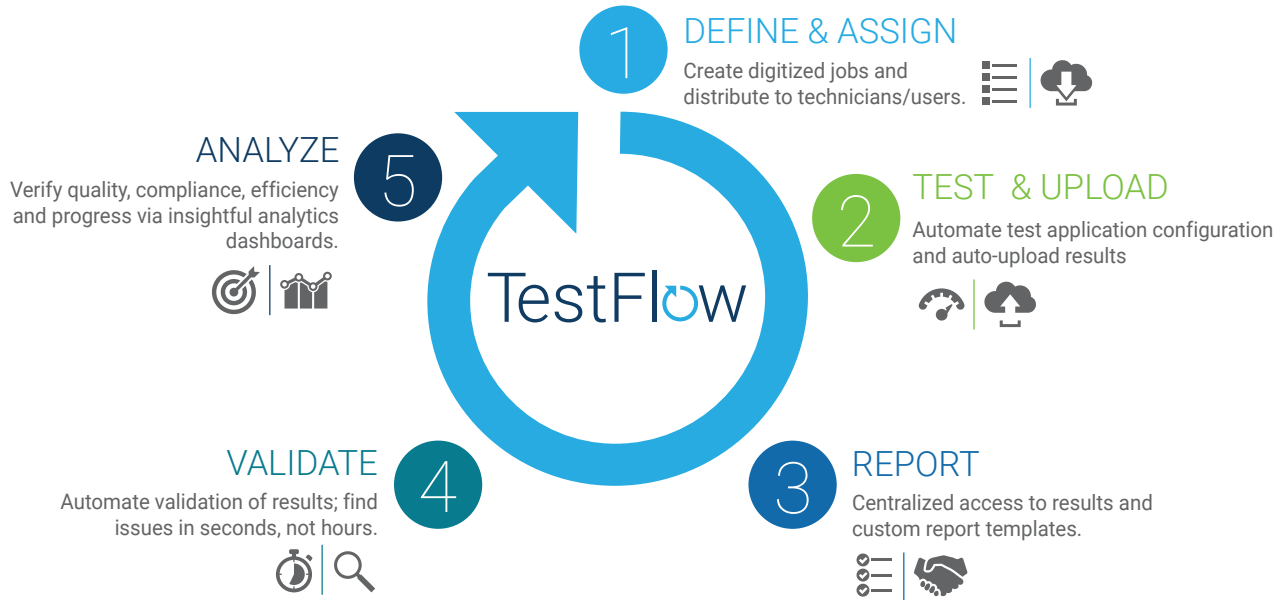 1
DEFINE & ASSIGN
Create digitized jobs and
distribute to technicians/users.
2
TEST & UPLOAD
Automate test application configuration
and auto-upload results
3
REPORT
Centralized access to results and
custom report templates.
4
VALIDATE
Automate validation of results; find
issues in seconds, not hours.
5
ANALYZE
Verify quality, compliance, efficiency
and progress via insightful analytics
dashboards.
TestFlow